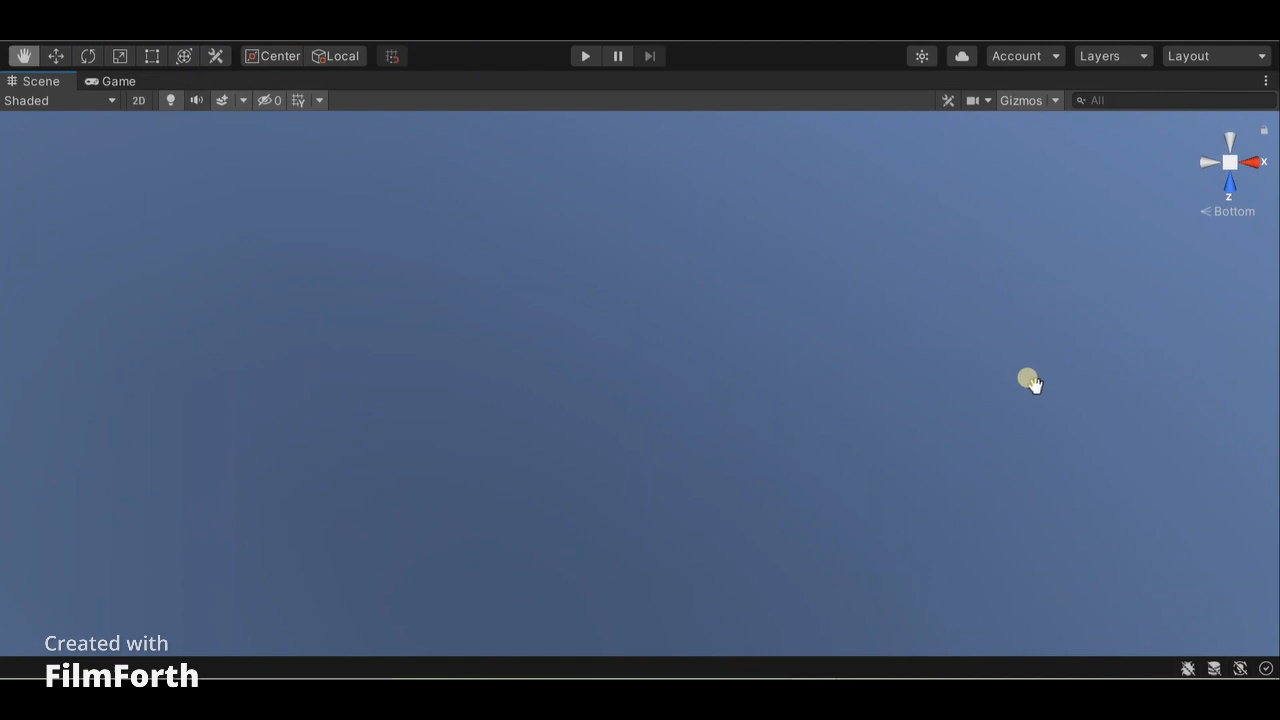 Center Local Account Layers Layout
Scene Game
Shaded 2D 0 Gizmos All
x
z
< Bottom
Created with
FilmForth